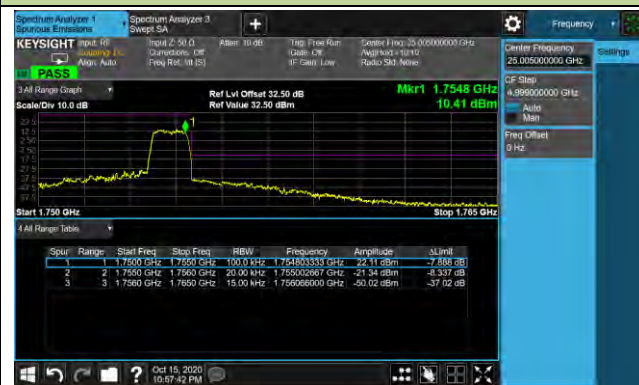 Spectrum Analyzer 1
Spurious Emissions
Spectrum Analyzer 3
Swept SA
+
Frequency
KEYSIGHT Input: RF
Coupling: DC
Align: Auto
Input Z: 50 Ω
Corrections: Off
Freq Ref: Int (S)
Atten: 10 dB
Trig: Free Run
Gate: Off
IF Gain: Low
Center Freq: 25.005000000 GHz
Avg|Hold: 10/10
Radio Std: None
PASS
3 All Range Graph
Scale/Div 10.0 dB
Ref Lvl Offset 32.50 dB
Ref Value 32.50 dBm
Mkr1 1.7548 GHz
10.41 dBm
1
Start 1.750 GHz
Stop 1.765 GHz
4 All Range Table
Spur Range Start Freq Stop Freq RBW Frequency Amplitude ΔLimit
1 1 1.7500 GHz 1.7550 GHz 100.0 kHz 1.754803333 GHz 22.11 dBm -7.888 dB
2 2 1.7550 GHz 1.7560 GHz 20.00 kHz 1.755002667 GHz -21.34 dBm -8.337 dB
3 3 1.7560 GHz 1.7650 GHz 15.00 kHz 1.756066000 GHz -50.02 dBm -37.02 dB
Center Frequency
25.005000000 GHz
Settings
CF Step
4.999000000 GHz
Auto
Man
Freq Offset
0 Hz
?
Oct 15, 2020
10:57:42 PM